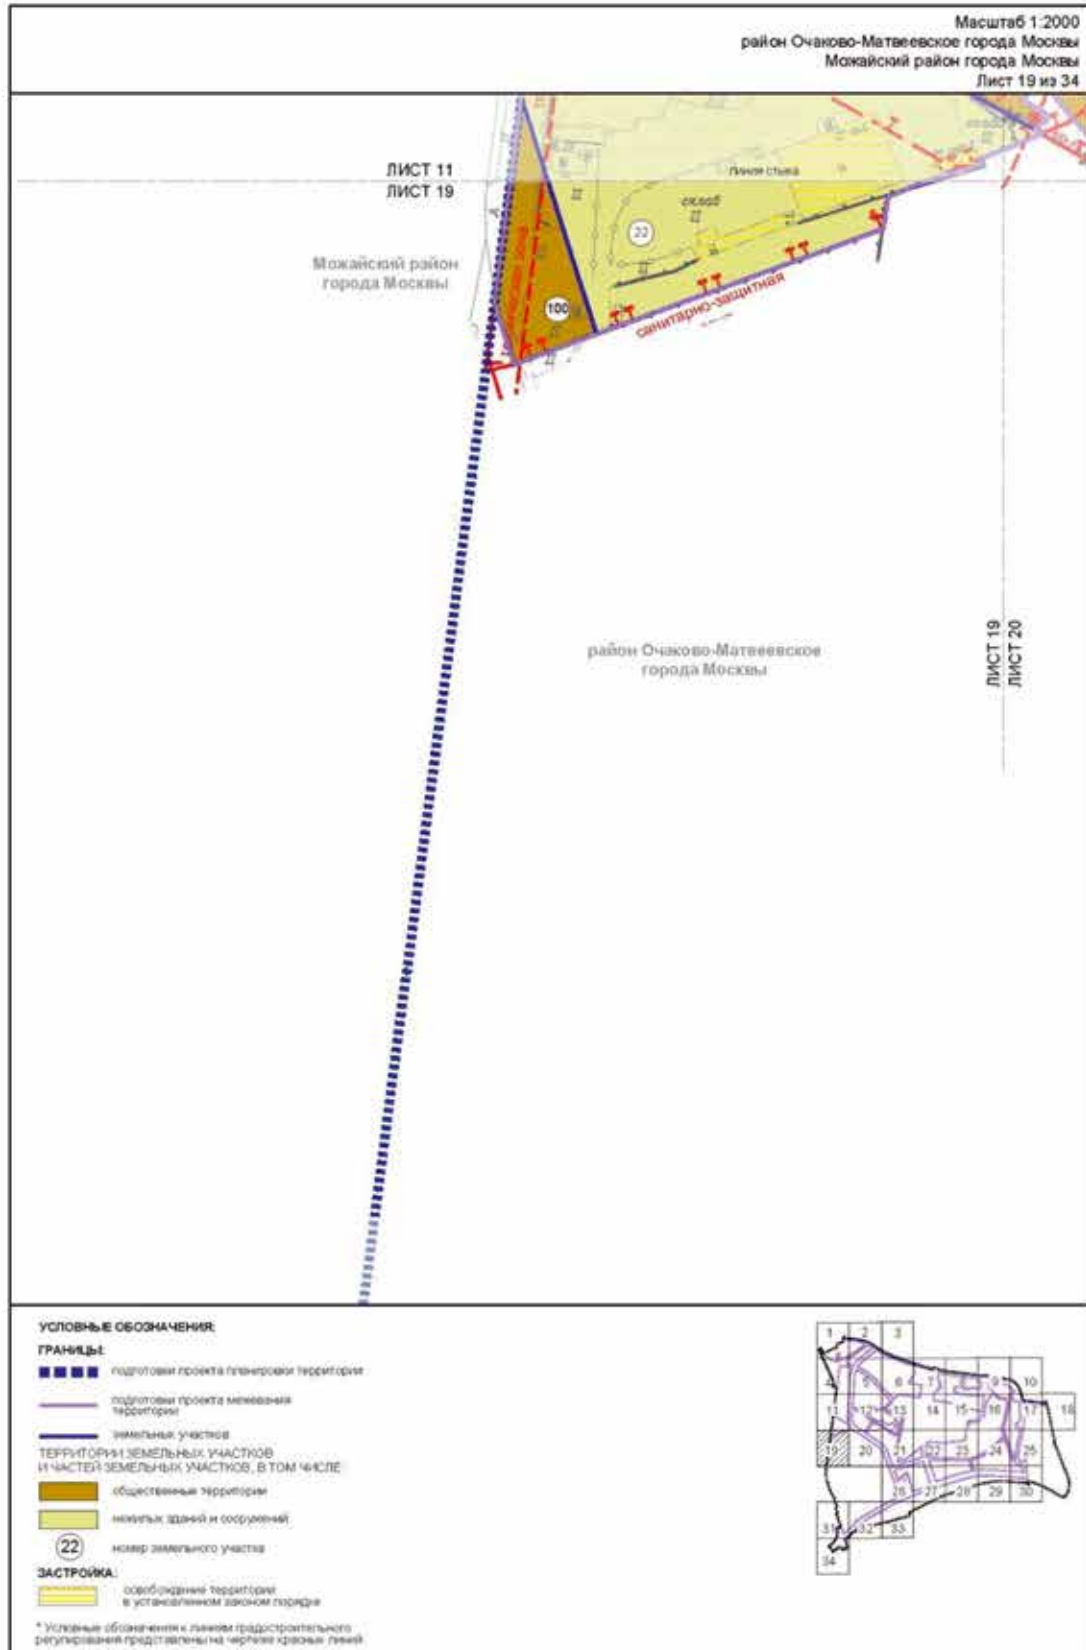 Масштаб 1:2000
район Очаково-Матвеевское города Москвы
Можайский район города Москвы
Лист 19 из 34
ЛИСТ 11
ЛИСТ 19
линия стыка
склад
22
Можайский район
города Москвы
100
санитарно-защитная
район Очаково-Матвеевское
города Москвы
ЛИСТ 19
ЛИСТ 20
УСЛОВНЫЕ ОБОЗНАЧЕНИЯ:
ГРАНИЦЫ:
подготовки проекта планировки территории
подготовки проекта межевания
территории
земельных участков
ТЕРРИТОРИИ ЗЕМЕЛЬНЫХ УЧАСТКОВ
И ЧАСТЕЙ ЗЕМЕЛЬНЫХ УЧАСТКОВ, В ТОМ ЧИСЛЕ
общественные территории
нежилых зданий и сооружений
22
номер земельного участка
ЗАСТРОЙКА:
освобождение территории
в установленном законом порядке
* Условные обозначения к линиям градостроительного
регулирования представлены на чертеже красных линий
1 2 3
4 5 6 7 8 9 10
11 12 13 14 15 16 17 18
19 20 21 22 23 24 25
26 27 28 29 30
31 32 33
34